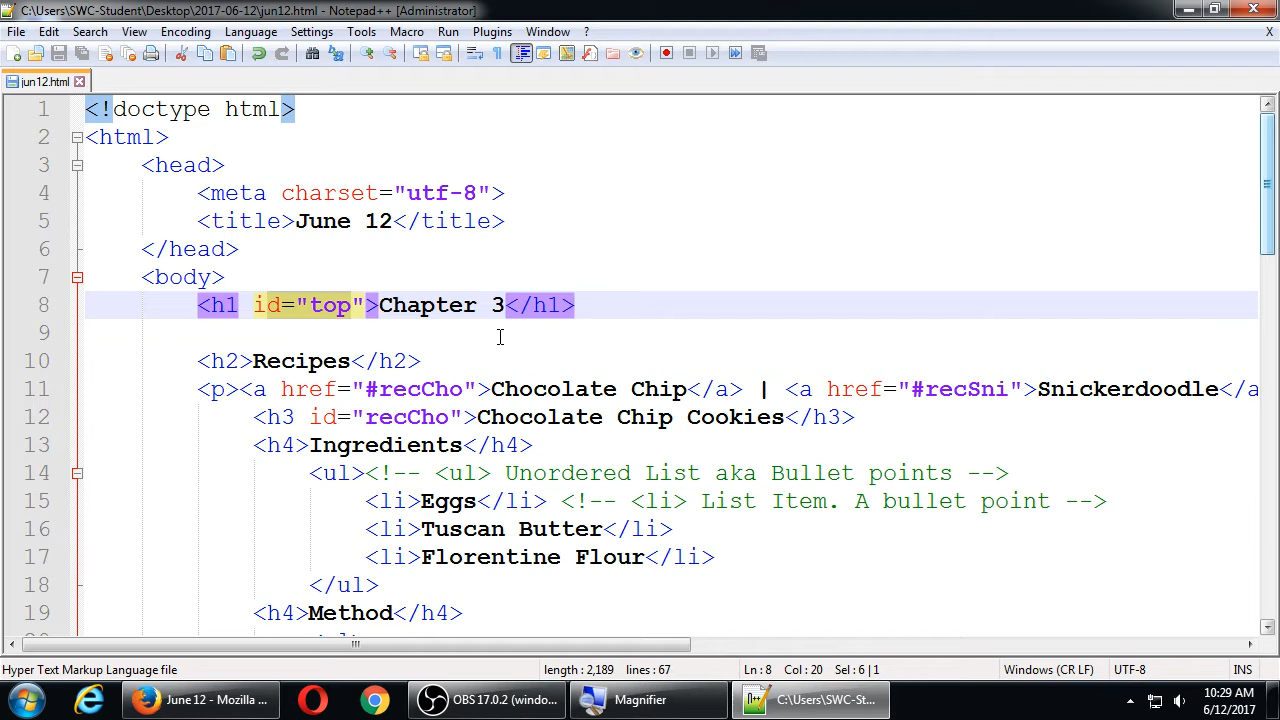 C:\Users\SWC-Student\Desktop\2017-06-12\jun12.html - Notepad++ [Administrator]
File Edit Search View Encoding Language Settings Tools Macro Run Plugins Window ? X
jun12.html
1 <!doctype html>
2 <html>
3 <head>
4 <meta charset="utf-8">
5 <title>June 12</title>
6 </head>
7 <body>
8 <h1 id="top">Chapter 3</h1>
9
10 <h2>Recipes</h2>
11 <p><a href="#recCho">Chocolate Chip</a> | <a href="#recSni">Snickerdoodle</a
12 <h3 id="recCho">Chocolate Chip Cookies</h3>
13 <h4>Ingredients</h4>
14 <ul><!-- <ul> Unordered List aka Bullet points -->
15 <li>Eggs</li> <!-- <li> List Item. A bullet point -->
16 <li>Tuscan Butter</li>
17 <li>Florentine Flour</li>
18 </ul>
19 <h4>Method</h4>
Hyper Text Markup Language file length : 2,189 lines : 67 Ln : 8 Col : 20 Sel : 6 | 1 Windows (CR LF) UTF-8 INS
June 12 - Mozilla ... OBS 17.0.2 (windo... Magnifier C:\Users\SWC-St... 10:29 AM
6/12/2017